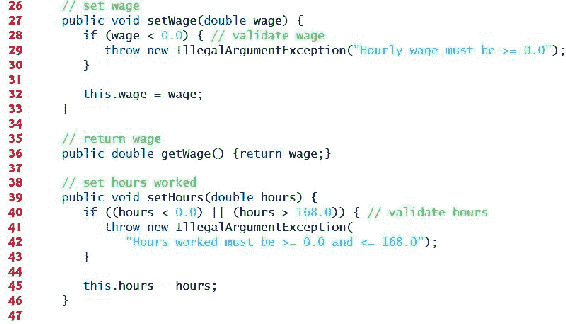 26 // set wage
27 public void setWage(double wage) {
28 if (wage < 0.0) { // validate wage
29 throw new IllegalArgumentException("Hourly wage must be >= 0.0");
30 }
31
32 this.wage = wage;
33 }
34
35 // return wage
36 public double getWage() {return wage;}
37
38 // set hours worked
39 public void setHours(double hours) {
40 if ((hours < 0.0) || (hours > 168.0)) { // validate hours
41 throw new IllegalArgumentException(
42 "Hours worked must be >= 0.0 and <= 168.0");
43 }
44
45 this.hours = hours;
46 }
47